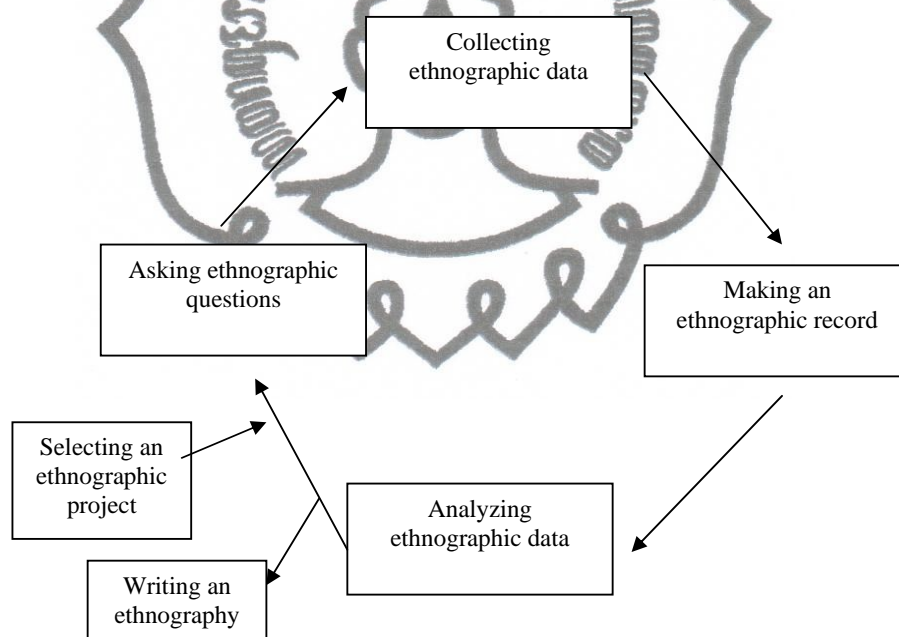 Collecting
ethnographic data
Asking ethnographic
questions
Making an
ethnographic record
Selecting an
ethnographic
project
Analyzing
ethnographic data
Writing an
ethnography